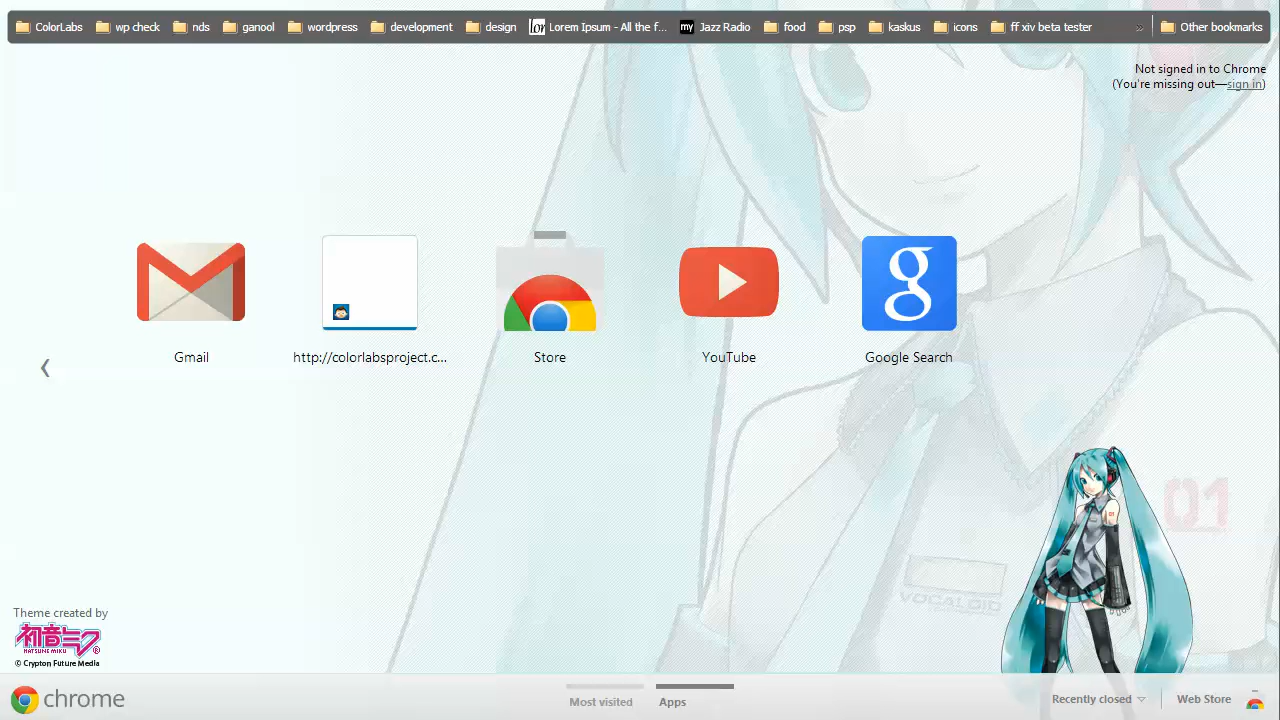 ColorLabs wp check nds ganool wordpress development design lor Lorem Ipsum - All the f... my Jazz Radio food psp kaskus icons ff xiv beta tester » Other bookmarks
Not signed in to Chrome
(You're missing out—sign in)
Gmail http://colorlabsproject.c... Store YouTube Google Search
01
VOCALOID
Theme created by
初音ミク®
HATSUNE MIKU
© Crypton Future Media
chrome Most visited Apps Recently closed Web Store